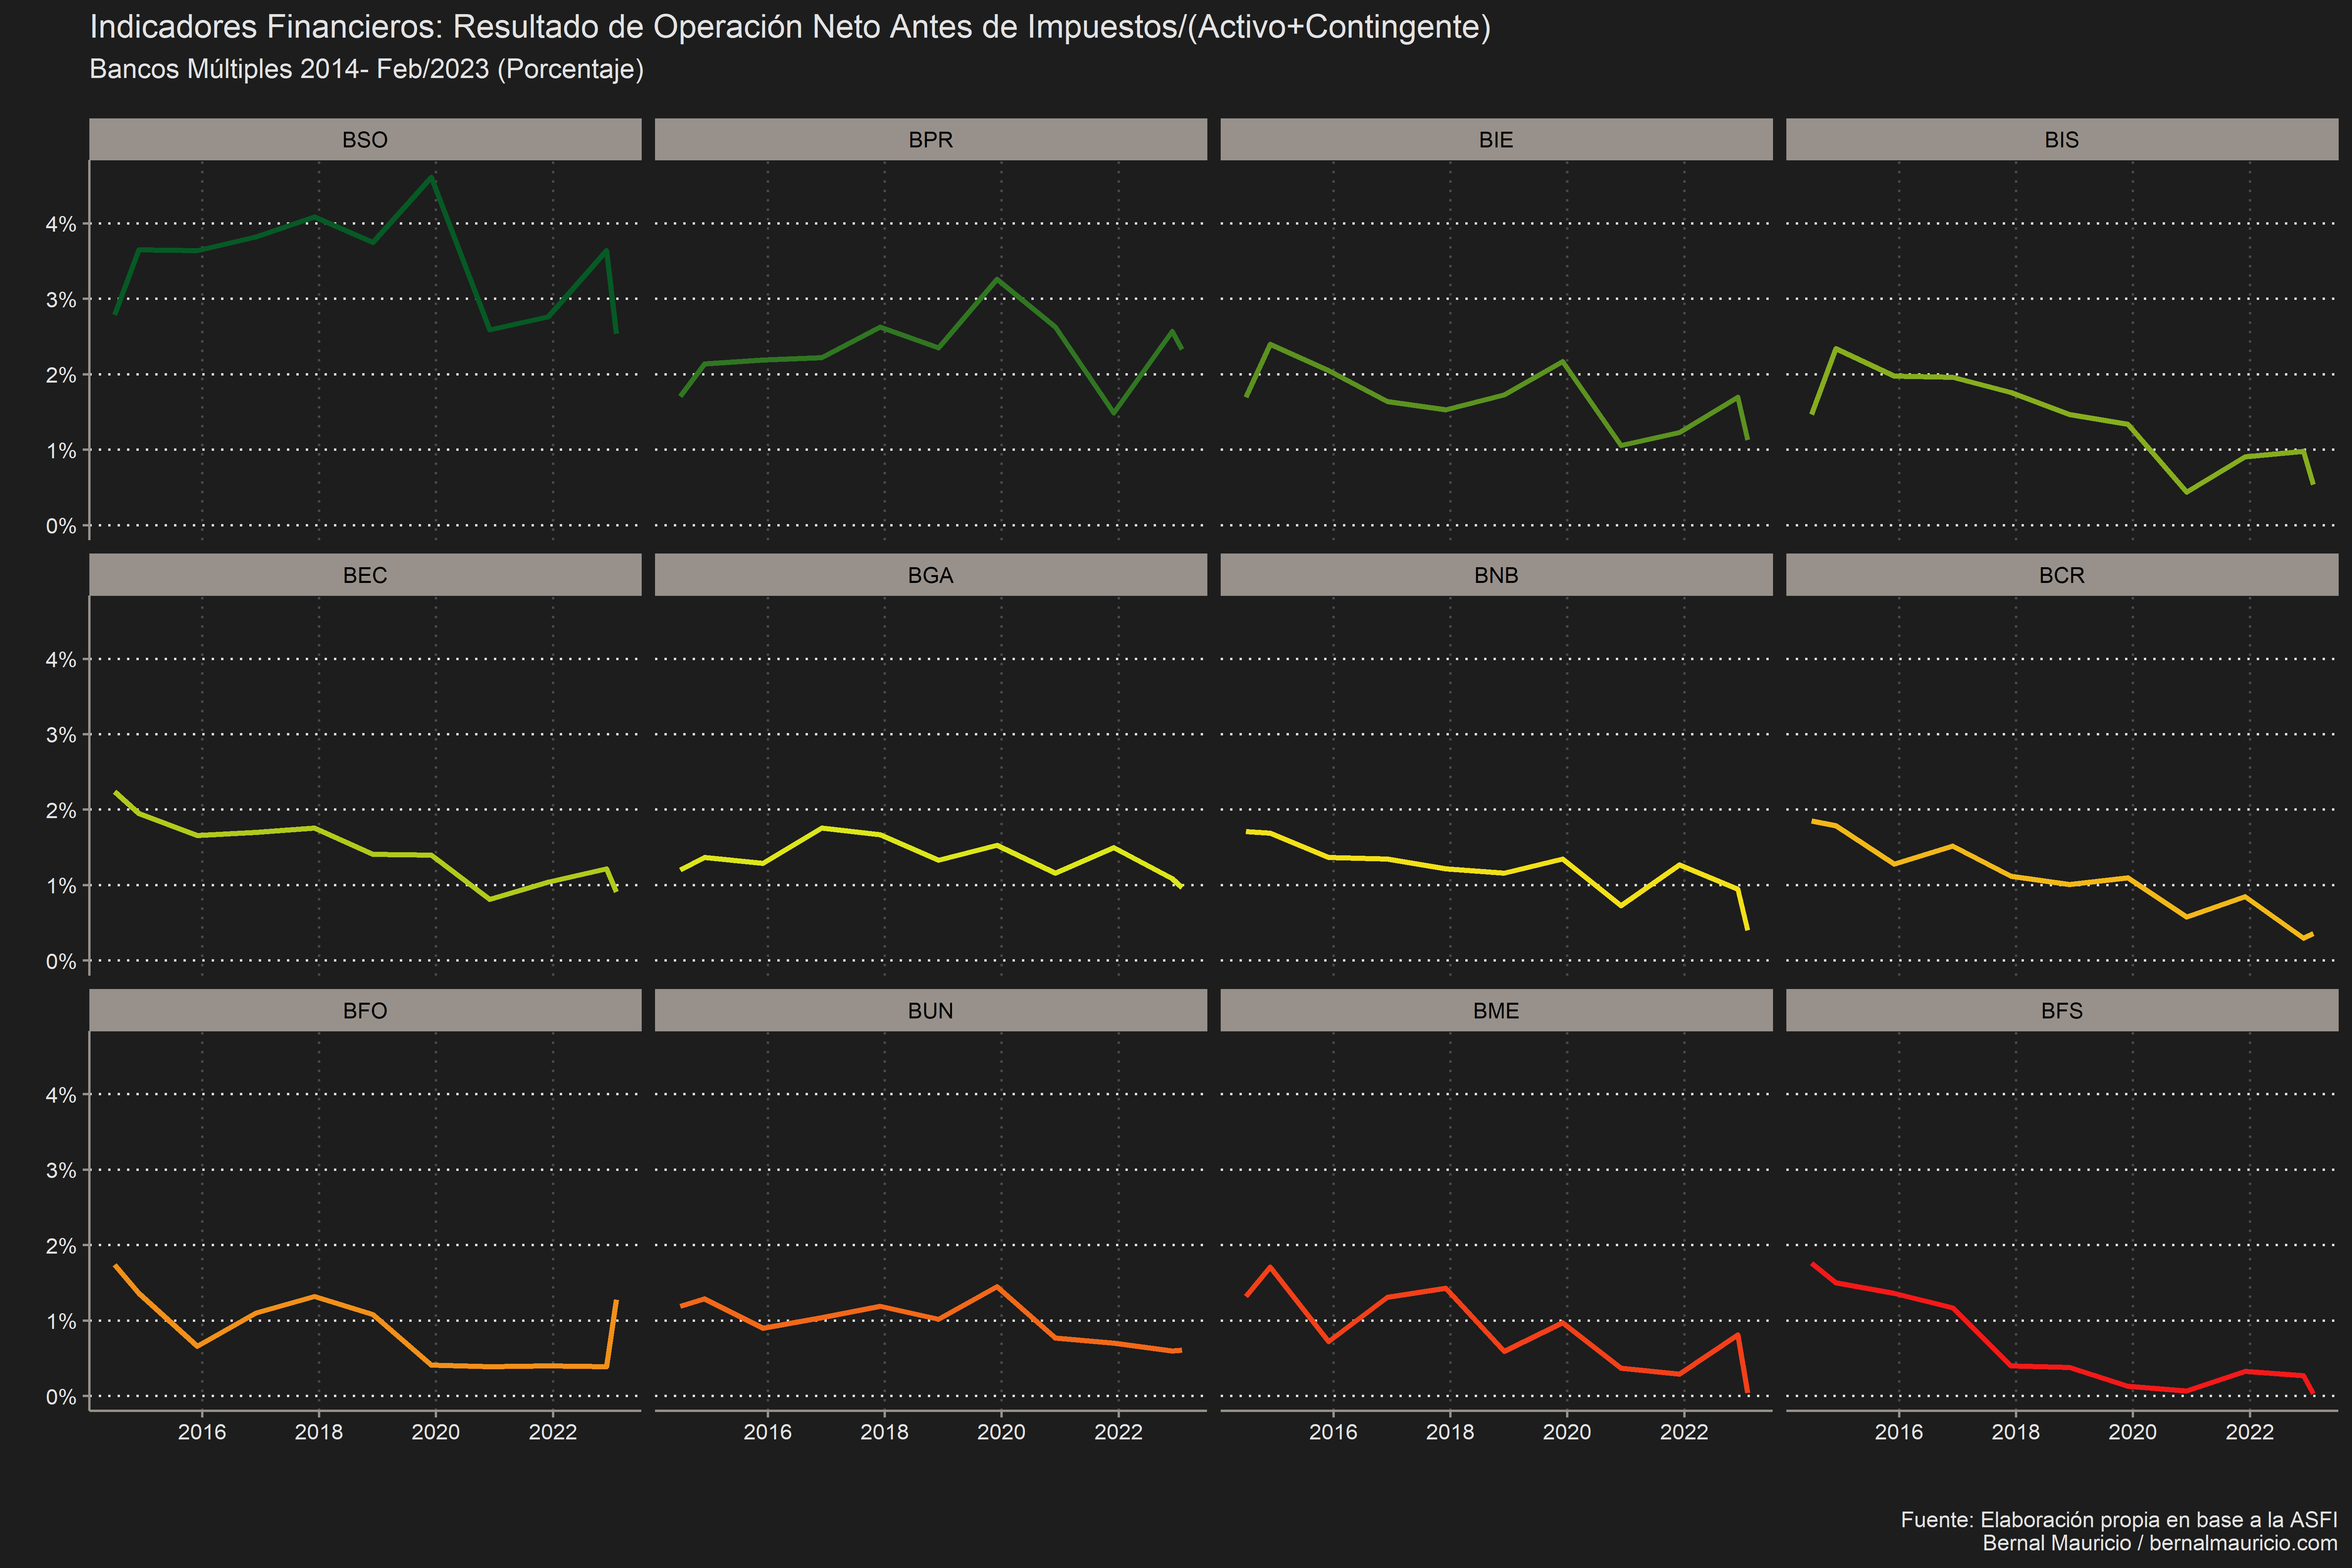 Indicadores Financieros: Resultado de Operación Neto Antes de Impuestos/(Activo+Contingente)
Bancos Múltiples 2014- Feb/2023 (Porcentaje)
BSO BPR BIE BIS
4%
3%
2%
1%
0%
BEC BGA BNB BCR
4%
3%
2%
1%
0%
BFO BUN BME BFS
4%
3%
2%
1%
0%
2016 2018 2020 2022 2016 2018 2020 2022 2016 2018 2020 2022 2016 2018 2020 2022
Fuente: Elaboración propia en base a la ASFI
Bernal Mauricio / bernalmauricio.com